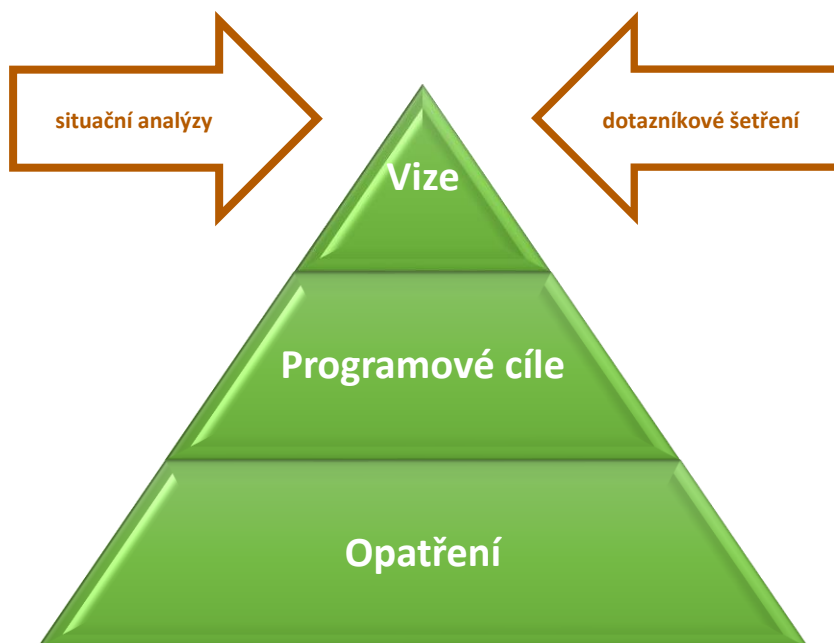 situační analýzy
dotazníkové šetření
Vize
Programové cíle
Opatření